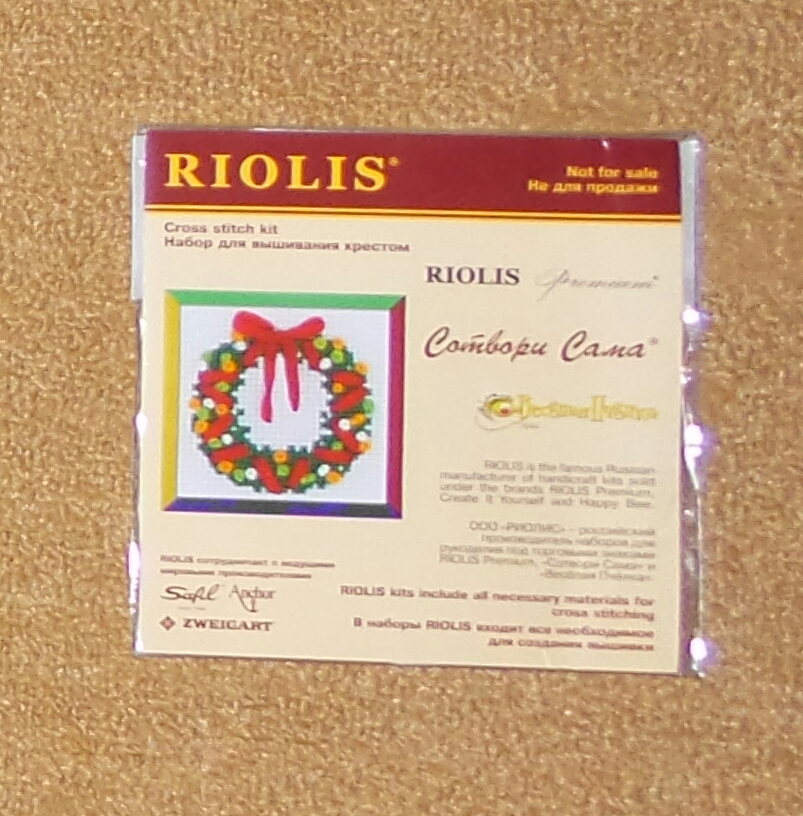 RIOLIS®
Not for sale
Не для продажи
Cross stitch kit
Набор для вышивания крестом
RIOLIS Premium®
Сотвори Сама®
Весёлая Пчёлка
RIOLIS is the famous Russian
manufacturer of handicraft kits sold
under the brands RIOLIS Premium,
Create it Yourself and Happy Bee.
ООО «РИОЛИС» – российский
производитель наборов для
рукоделия под торговыми знаками
RIOLIS Premium, «Сотвори Сама» и
«Весёлая Пчёлка».
RIOLIS сотрудничает с ведущими
мировыми производителями
Safil Anchor
ZWEIGART
RIOLIS kits include all necessary materials for
cross stitching
В наборы RIOLIS входит все необходимое
для создания вышивки